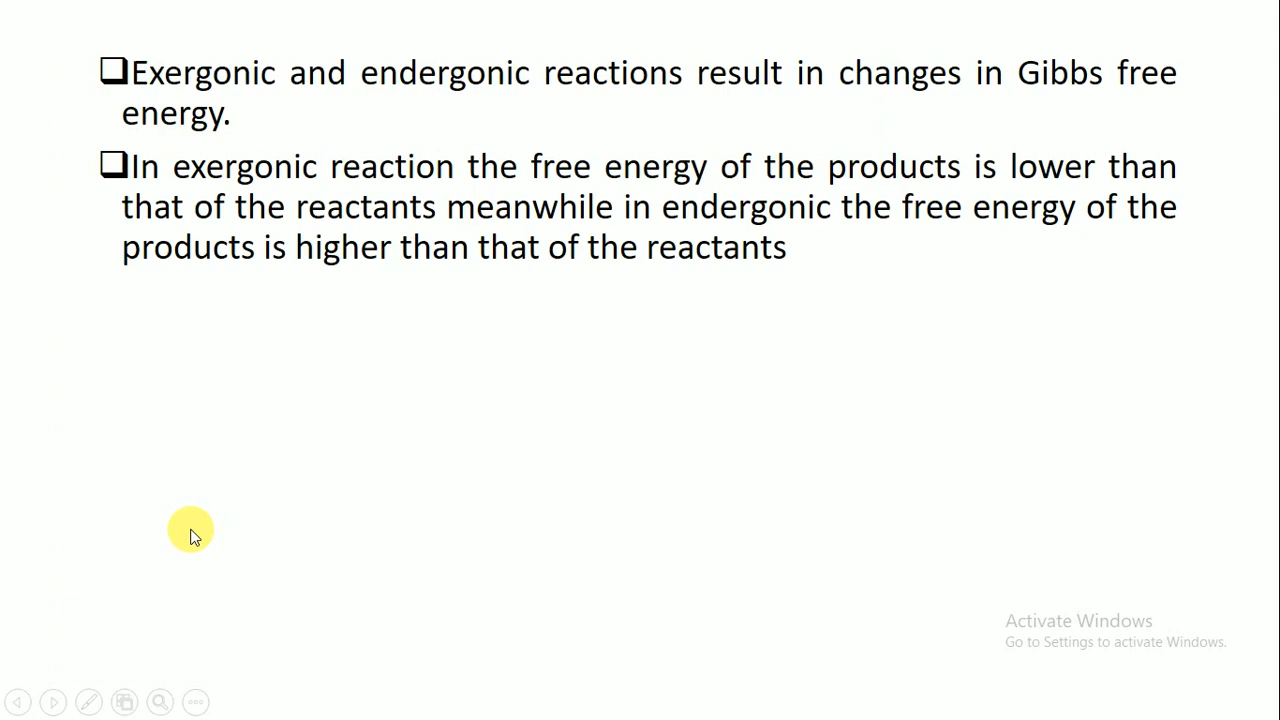 ❑Exergonic and endergonic reactions result in changes in Gibbs free
energy.
❑In exergonic reaction the free energy of the products is lower than
that of the reactants meanwhile in endergonic the free energy of the
products is higher than that of the reactants
Activate Windows
Go to Settings to activate Windows.